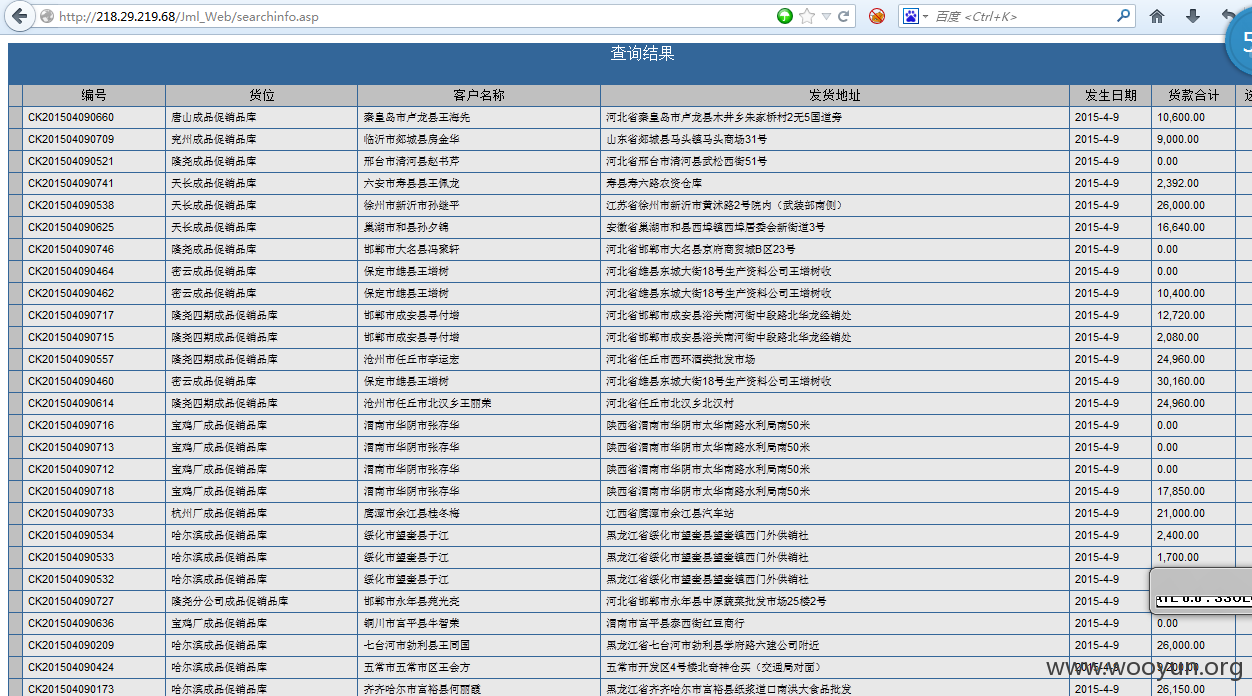 http://218.29.219.68/Jml_Web/searchinfo.asp
百度 <Ctrl+K>
查询结果
编号 货位 客户名称 发货地址 发生日期 货款合计
CK201504090660 唐山成品促销品库 秦皇岛市卢龙县王海先 河北省秦皇岛市卢龙县木井乡朱家桥村2无5国道旁 2015-4-9 10,600.00
CK201504090709 兖州成品促销品库 临沂市郯城县房金华 山东省郯城县马头镇马头商场31号 2015-4-9 9,000.00
CK201504090521 隆尧成品促销品库 邢台市清河县赵书芹 河北省邢台市清河县武松西街51号 2015-4-9 0.00
CK201504090741 天长成品促销品库 六安市寿县县王佩龙 寿县寿六路农资仓库 2015-4-9 2,392.00
CK201504090538 天长成品促销品库 徐州市新沂市孙继平 江苏省徐州市新沂市黄沭路2号院内（武装部南侧） 2015-4-9 26,000.00
CK201504090625 天长成品促销品库 巢湖市和县孙夕锦 安徽省巢湖市和县西埠镇西埠居委会新街道3号 2015-4-9 16,640.00
CK201504090746 隆尧成品促销品库 邯郸市大名县冯聚轩 河北省邯郸市大名县京府商贸城B区23号 2015-4-9 0.00
CK201504090464 密云成品促销品库 保定市雄县王增树 河北省雄县东城大街18号生产资料公司王增树收 2015-4-9 0.00
CK201504090462 密云成品促销品库 保定市雄县王增树 河北省雄县东城大街18号生产资料公司王增树收 2015-4-9 10,400.00
CK201504090717 隆尧四期成品促销品库 邯郸市成安县寻付增 河北省邯郸市成安县浴关南河街中段路北华龙经销处 2015-4-9 12,720.00
CK201504090715 隆尧四期成品促销品库 邯郸市成安县寻付增 河北省邯郸市成安县浴关南河街中段路北华龙经销处 2015-4-9 2,080.00
CK201504090557 隆尧四期成品促销品库 沧州市任丘市李运宏 河北省任丘市西环酒类批发市场 2015-4-9 24,960.00
CK201504090460 密云成品促销品库 保定市雄县王增树 河北省雄县东城大街18号生产资料公司王增树收 2015-4-9 30,160.00
CK201504090614 隆尧四期成品促销品库 沧州市任丘市北汉乡王丽荣 河北省任丘市北汉乡北汉村 2015-4-9 24,960.00
CK201504090716 宝鸡厂成品促销品库 渭南市华阴市张存华 陕西省渭南市华阴市太华南路水利局南50米 2015-4-9 0.00
CK201504090713 宝鸡厂成品促销品库 渭南市华阴市张存华 陕西省渭南市华阴市太华南路水利局南50米 2015-4-9 0.00
CK201504090712 宝鸡厂成品促销品库 渭南市华阴市张存华 陕西省渭南市华阴市太华南路水利局南50米 2015-4-9 0.00
CK201504090718 宝鸡厂成品促销品库 渭南市华阴市张存华 陕西省渭南市华阴市太华南路水利局南50米 2015-4-9 17,850.00
CK201504090733 杭州厂成品促销品库 鹰潭市余江县桂冬梅 江西省鹰潭市余江县汽车站 2015-4-9 21,000.00
CK201504090534 哈尔滨成品促销品库 绥化市望奎县于江 黑龙江省绥化市望奎县望奎镇西门外供销社 2015-4-9 2,400.00
CK201504090533 哈尔滨成品促销品库 绥化市望奎县于江 黑龙江省绥化市望奎县望奎镇西门外供销社 2015-4-9 1,700.00
CK201504090532 哈尔滨成品促销品库 绥化市望奎县于江 黑龙江省绥化市望奎县望奎镇西门外供销社 2015-4-9
CK201504090727 隆尧分公司成品促销品库 邯郸市永年县苑光亮 河北省邯郸市永年县中原蔬菜批发市场25楼2号 2015-4-9
CK201504090636 宝鸡厂成品促销品库 铜川市富平县牛智荣 渭南市富平县泰西街红豆商行 2015-4-9 0.00
CK201504090209 哈尔滨成品促销品库 七台河市勃利县王同国 黑龙江省七台河市勃利县学府路六建公司附近 2015-4-9 26,000.00
CK201504090424 哈尔滨成品促销品库 五常市五常市区王会方 五常市开发区4号楼北奇神仓买（交通局对面） 2015-4-9 9,200.00
CK201504090173 哈尔滨成品促销品库 齐齐哈尔市富裕县何丽霞 黑龙江省齐齐哈尔市富裕县纸浆道口南洪大食品批发 2015-4-9 26,150.00
www.wooyun.org